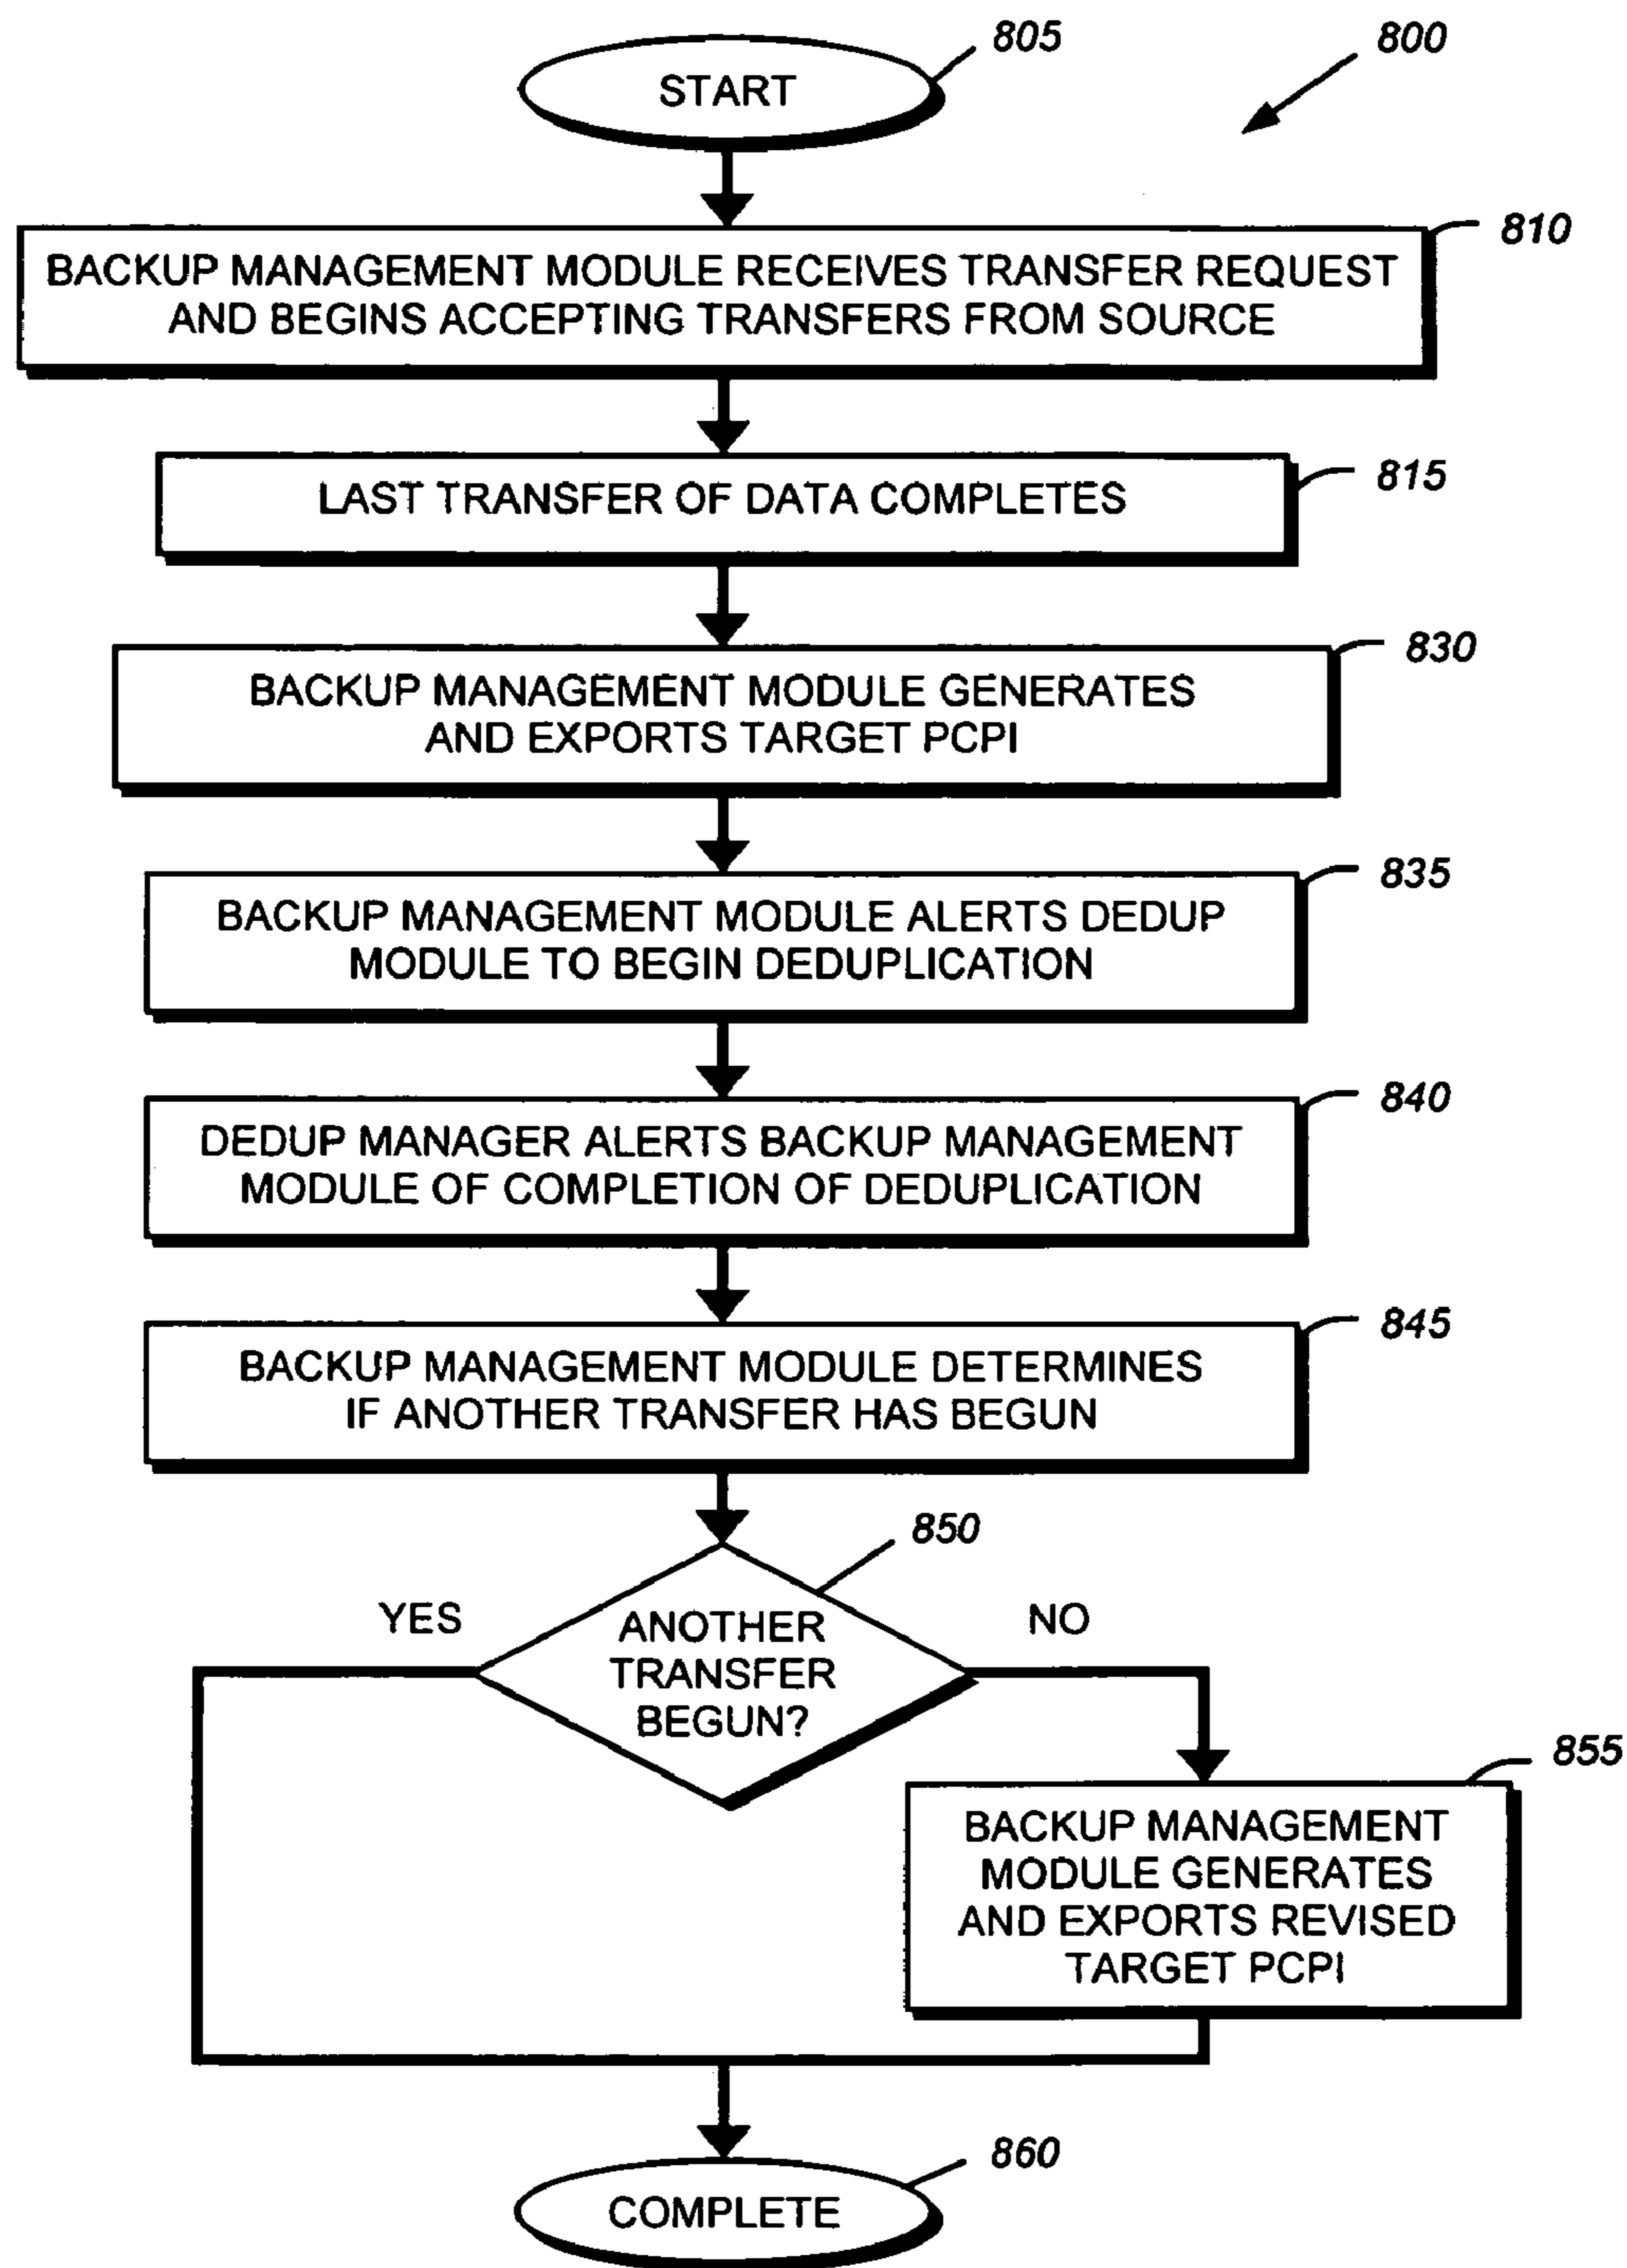 START
805
800
BACKUP MANAGEMENT MODULE RECEIVES TRANSFER REQUEST
AND BEGINS ACCEPTING TRANSFERS FROM SOURCE
810
LAST TRANSFER OF DATA COMPLETES
815
BACKUP MANAGEMENT MODULE GENERATES
AND EXPORTS TARGET PCPI
830
BACKUP MANAGEMENT MODULE ALERTS DEDUP
MODULE TO BEGIN DEDUPLICATION
835
DEDUP MANAGER ALERTS BACKUP MANAGEMENT
MODULE OF COMPLETION OF DEDUPLICATION
840
BACKUP MANAGEMENT MODULE DETERMINES
IF ANOTHER TRANSFER HAS BEGUN
845
850
YES
ANOTHER
TRANSFER
BEGUN?
NO
855
BACKUP MANAGEMENT
MODULE GENERATES
AND EXPORTS REVISED
TARGET PCPI
860
COMPLETE